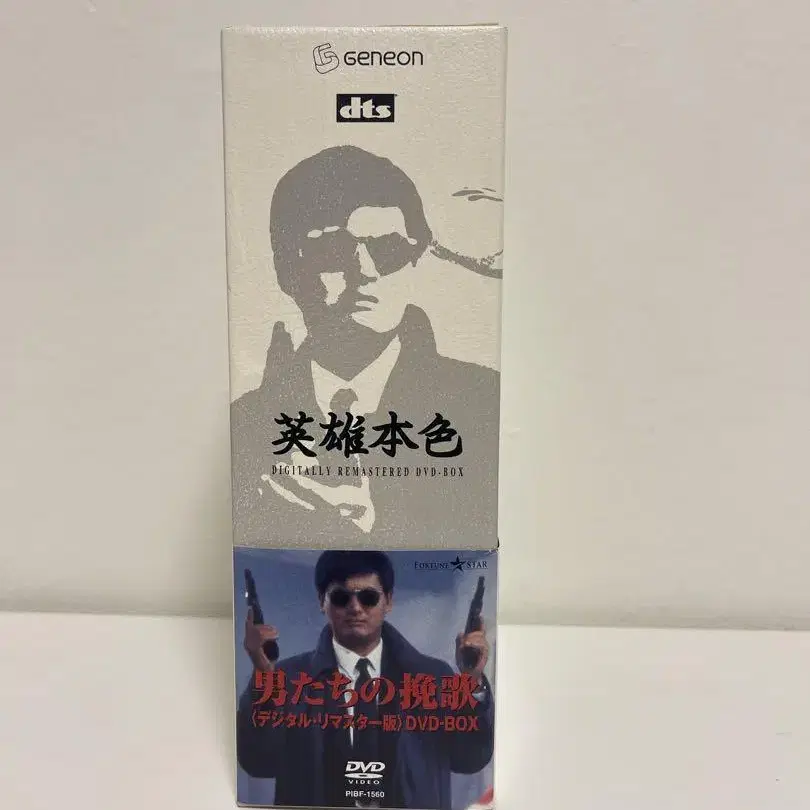 Geneon
dts
英雄本色
DIGITALLY REMASTERED DVD-BOX
FORTUNE STAR
男たちの挽歌
〈デジタル・リマスター版〉DVD-BOX
DVD
VIDEO
PIBF-1560